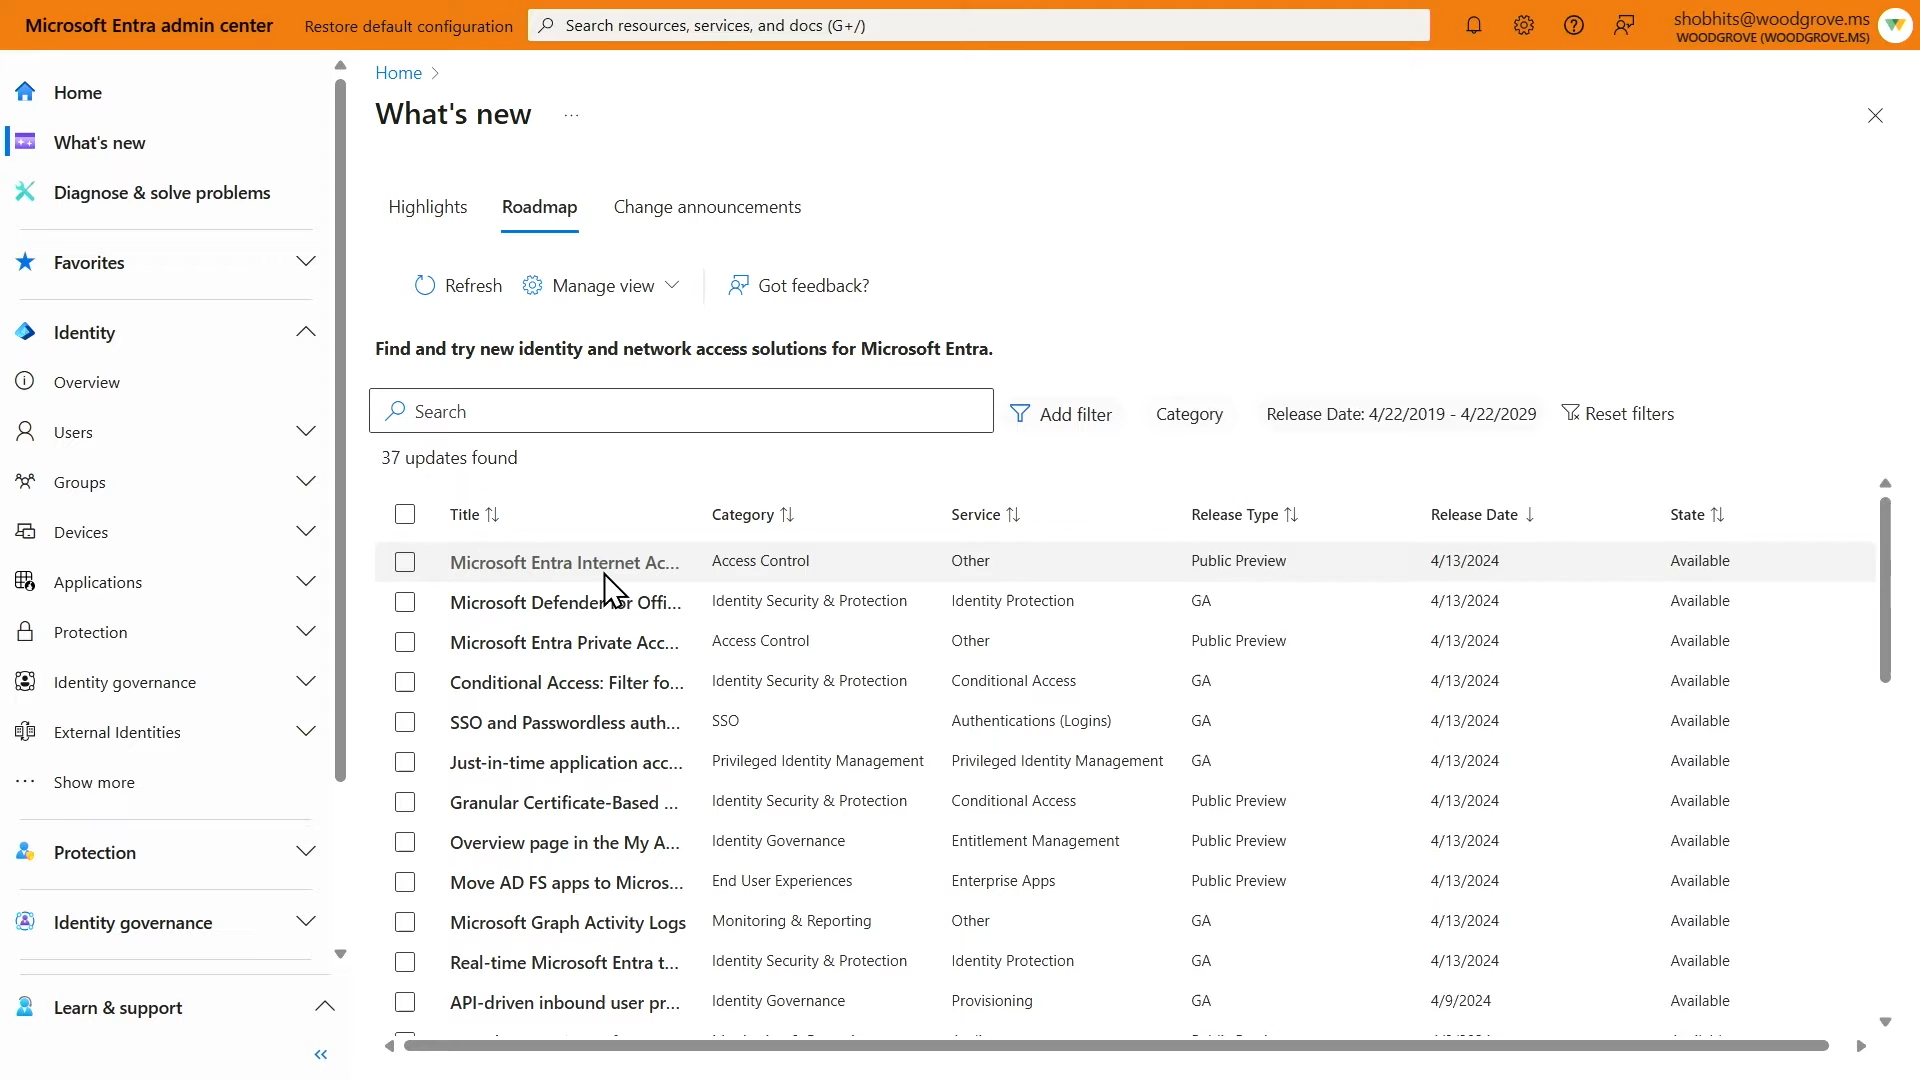 Microsoft Entra admin center
Restore default configuration
Search resources, services, and docs (G+/)
shobhits@woodgrove.ms
WOODGROVE (WOODGROVE.MS)
Home
What's new
Diagnose & solve problems
Favorites
Identity
Overview
Users
Groups
Devices
Applications
Protection
Identity governance
External Identities
Show more
Protection
Identity governance
Learn & support
Home
What's new
Highlights Roadmap Change announcements
Refresh Manage view Got feedback?
Find and try new identity and network access solutions for Microsoft Entra.
Search Add filter Category Release Date: 4/22/2019 - 4/22/2029 Reset filters
37 updates found
Title Category Service Release Type Release Date State
Microsoft Entra Internet Ac... Access Control Other Public Preview 4/13/2024 Available
Microsoft Defender for Offi... Identity Security & Protection Identity Protection GA 4/13/2024 Available
Microsoft Entra Private Acc... Access Control Other Public Preview 4/13/2024 Available
Conditional Access: Filter fo... Identity Security & Protection Conditional Access GA 4/13/2024 Available
SSO and Passwordless auth... SSO Authentications (Logins) GA 4/13/2024 Available
Just-in-time application acc... Privileged Identity Management Privileged Identity Management GA 4/13/2024 Available
Granular Certificate-Based ... Identity Security & Protection Conditional Access Public Preview 4/13/2024 Available
Overview page in the My A... Identity Governance Entitlement Management Public Preview 4/13/2024 Available
Move AD FS apps to Micros... End User Experiences Enterprise Apps Public Preview 4/13/2024 Available
Microsoft Graph Activity Logs Monitoring & Reporting Other GA 4/13/2024 Available
Real-time Microsoft Entra t... Identity Security & Protection Identity Protection GA 4/13/2024 Available
API-driven inbound user pr... Identity Governance Provisioning GA 4/9/2024 Available